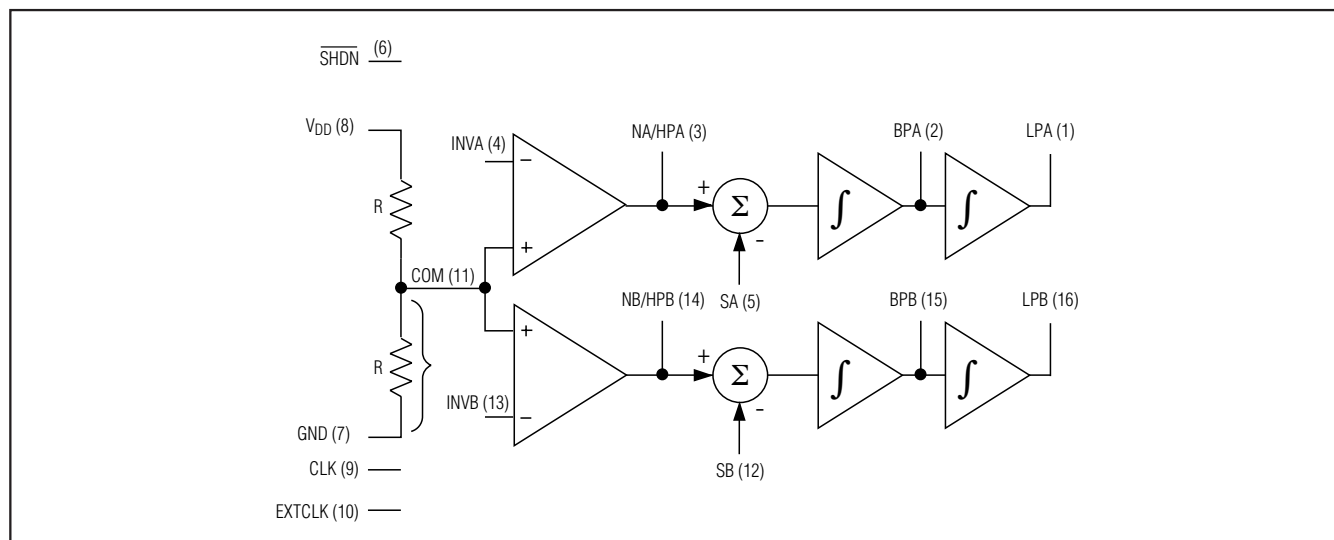 SHDN (6)
VDD (8)
R
COM (11)
R
GND (7)
CLK (9)
EXTCLK (10)
INVA (4)
−
+
NA/HPA (3)
+
Σ
-
SA (5)
∫
BPA (2)
∫
LPA (1)
+
INVB (13)
−
NB/HPB (14)
+
Σ
-
SB (12)
∫
BPB (15)
∫
LPB (16)